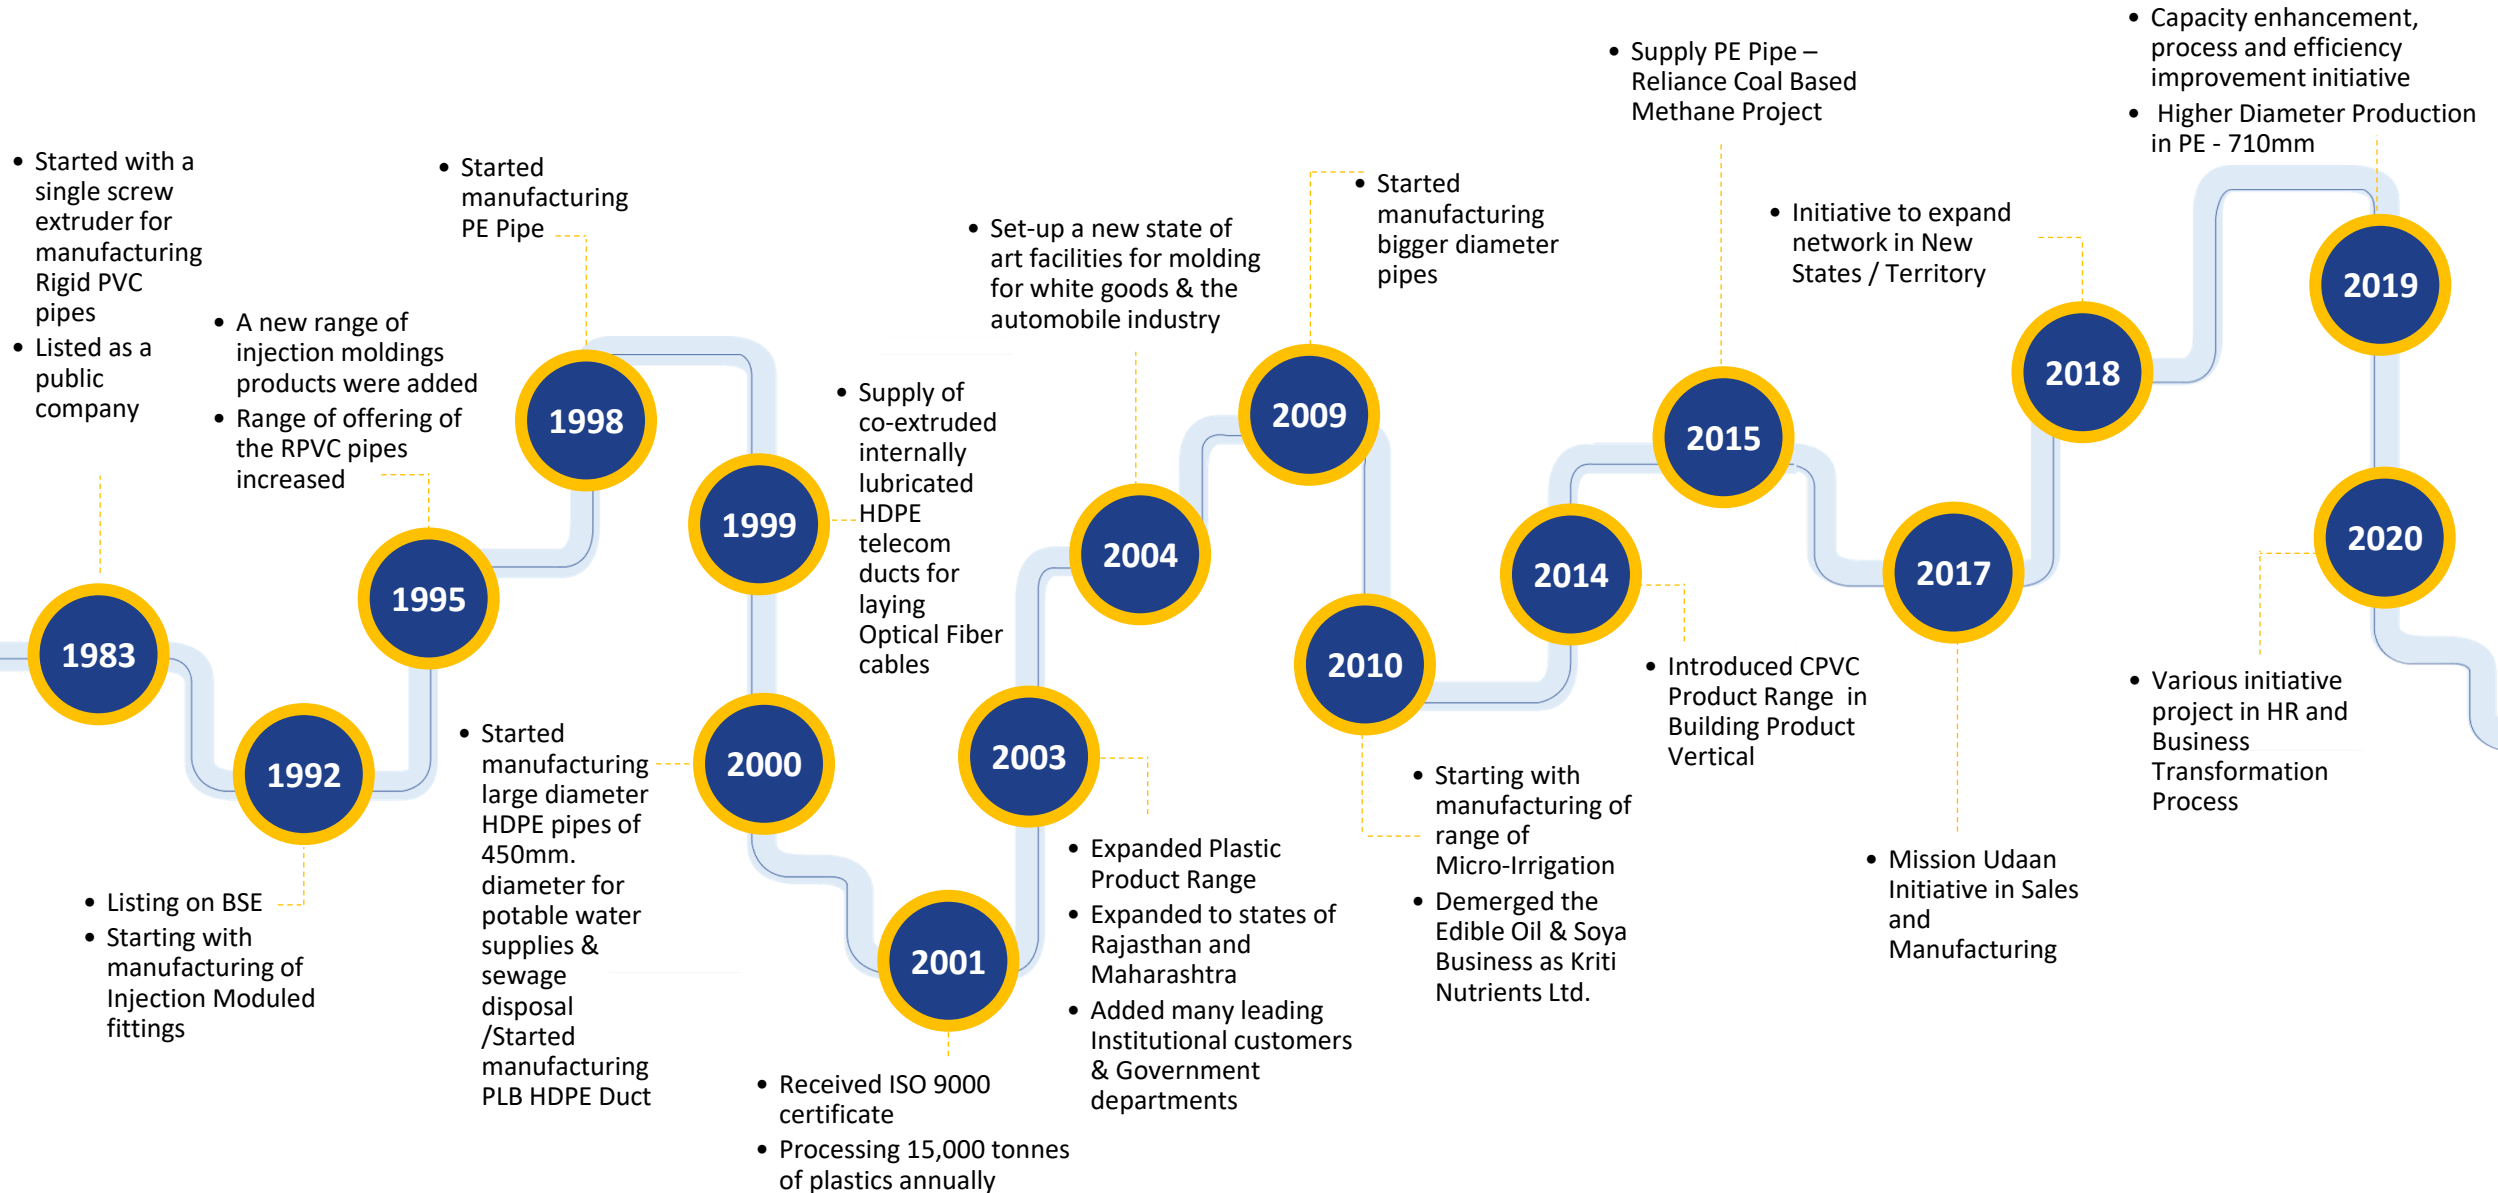 • Started with a
single screw
extruder for
manufacturing
Rigid PVC
pipes
• Listed as a
public
company
1983
• Listing on BSE
• Starting with
manufacturing of
Injection Moduled
fittings
1992
• A new range of
injection moldings
products were added
• Range of offering of
the RPVC pipes
increased
1995
• Started
manufacturing
PE Pipe
1998
• Supply of
co-extruded
internally
lubricated
HDPE
telecom
ducts for
laying
Optical Fiber
cables
1999
• Started
manufacturing
large diameter
HDPE pipes of
450mm.
diameter for
potable water
supplies &
sewage
disposal
/Started
manufacturing
PLB HDPE Duct
2000
• Received ISO 9000
certificate
• Processing 15,000 tonnes
of plastics annually
2001
• Expanded Plastic
Product Range
• Expanded to states of
Rajasthan and
Maharashtra
• Added many leading
Institutional customers
& Government
departments
2003
• Set-up a new state of
art facilities for molding
for white goods & the
automobile industry
2004
• Started
manufacturing
bigger diameter
pipes
2009
• Starting with
manufacturing of
range of
Micro-Irrigation
• Demerged the
Edible Oil & Soya
Business as Kriti
Nutrients Ltd.
2010
• Introduced CPVC
Product Range in
Building Product
Vertical
2014
• Supply PE Pipe –
Reliance Coal Based
Methane Project
2015
• Mission Udaan
Initiative in Sales
and
Manufacturing
2017
• Initiative to expand
network in New
States / Territory
2018
• Capacity enhancement,
process and efficiency
improvement initiative
• Higher Diameter Production
in PE - 710mm
2019
• Various initiative
project in HR and
Business
Transformation
Process
2020